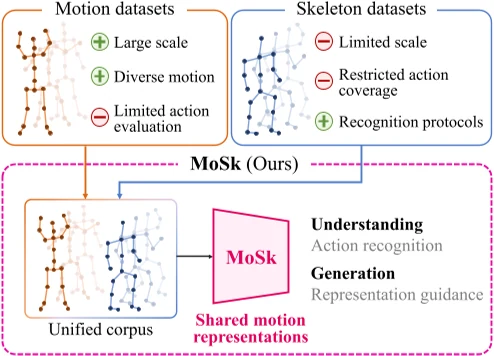 Motion datasets
Large scale
Diverse motion
Limited action
evaluation
Skeleton datasets
Limited scale
Restricted action
coverage
Recognition protocols
MoSk (Ours)
Unified corpus
MoSk
Shared motion
representations
Understanding
Action recognition
Generation
Representation guidance